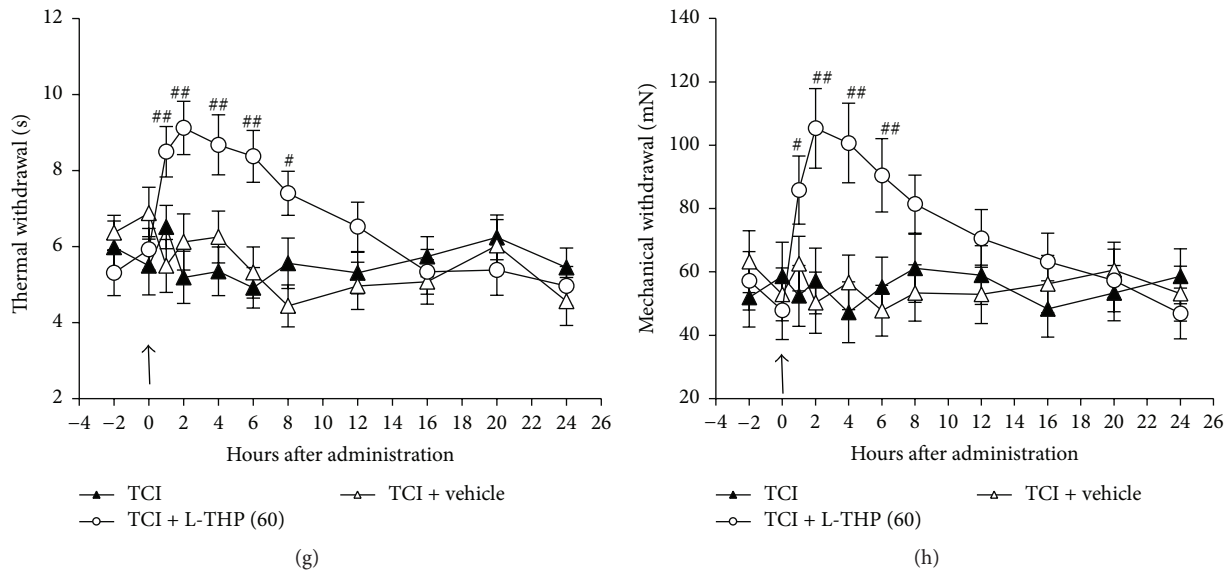 12
10
8
6
4
2
Thermal withdrawal (s)
## ## ## ## #
−4 −2 0 2 4 6 8 10 12 14 16 18 20 22 24 26
Hours after administration
TCI
TCI + vehicle
TCI + L-THP (60)
(g)
140
120
100
80
60
40
20
Mechanical withdrawal (mN)
# ## ## ##
−4 −2 0 2 4 6 8 10 12 14 16 18 20 22 24 26
Hours after administration
TCI
TCI + vehicle
TCI + L-THP (60)
(h)